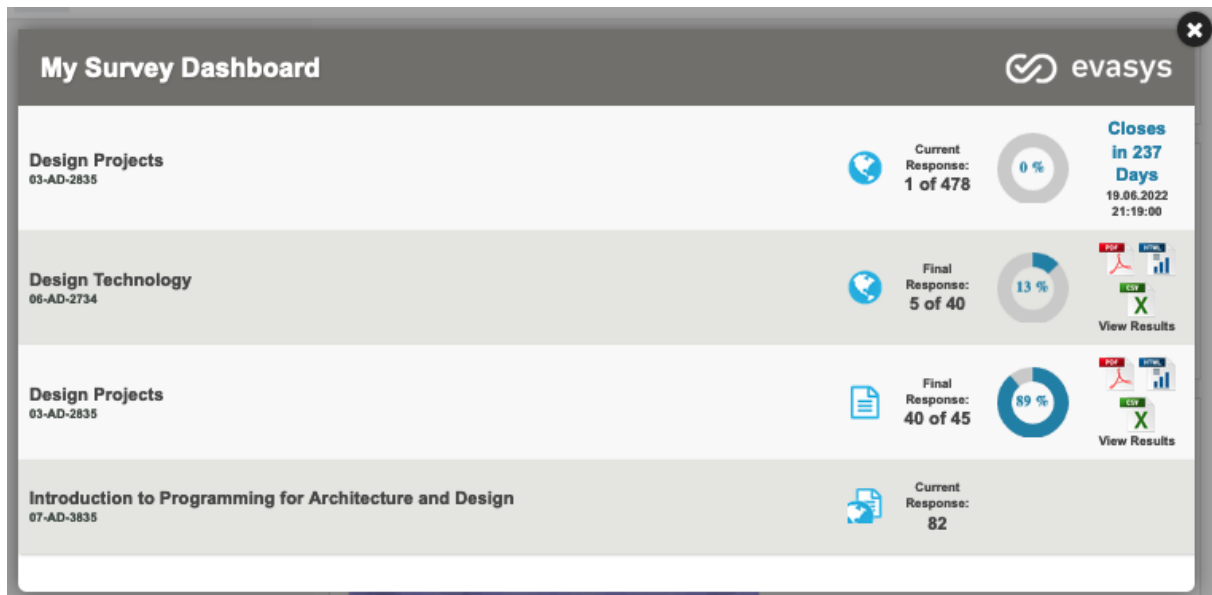 My Survey Dashboard
evasys
Design Projects
03-AD-2835
Current
Response:
1 of 478
0 %
Closes
in 237
Days
19.06.2022
21:19:00
Design Technology
06-AD-2734
Final
Response:
5 of 40
13 %
PDF HTML
CSV
X
View Results
Design Projects
03-AD-2835
Final
Response:
40 of 45
89 %
PDF HTML
CSV
X
View Results
Introduction to Programming for Architecture and Design
07-AD-3835
Current
Response:
82